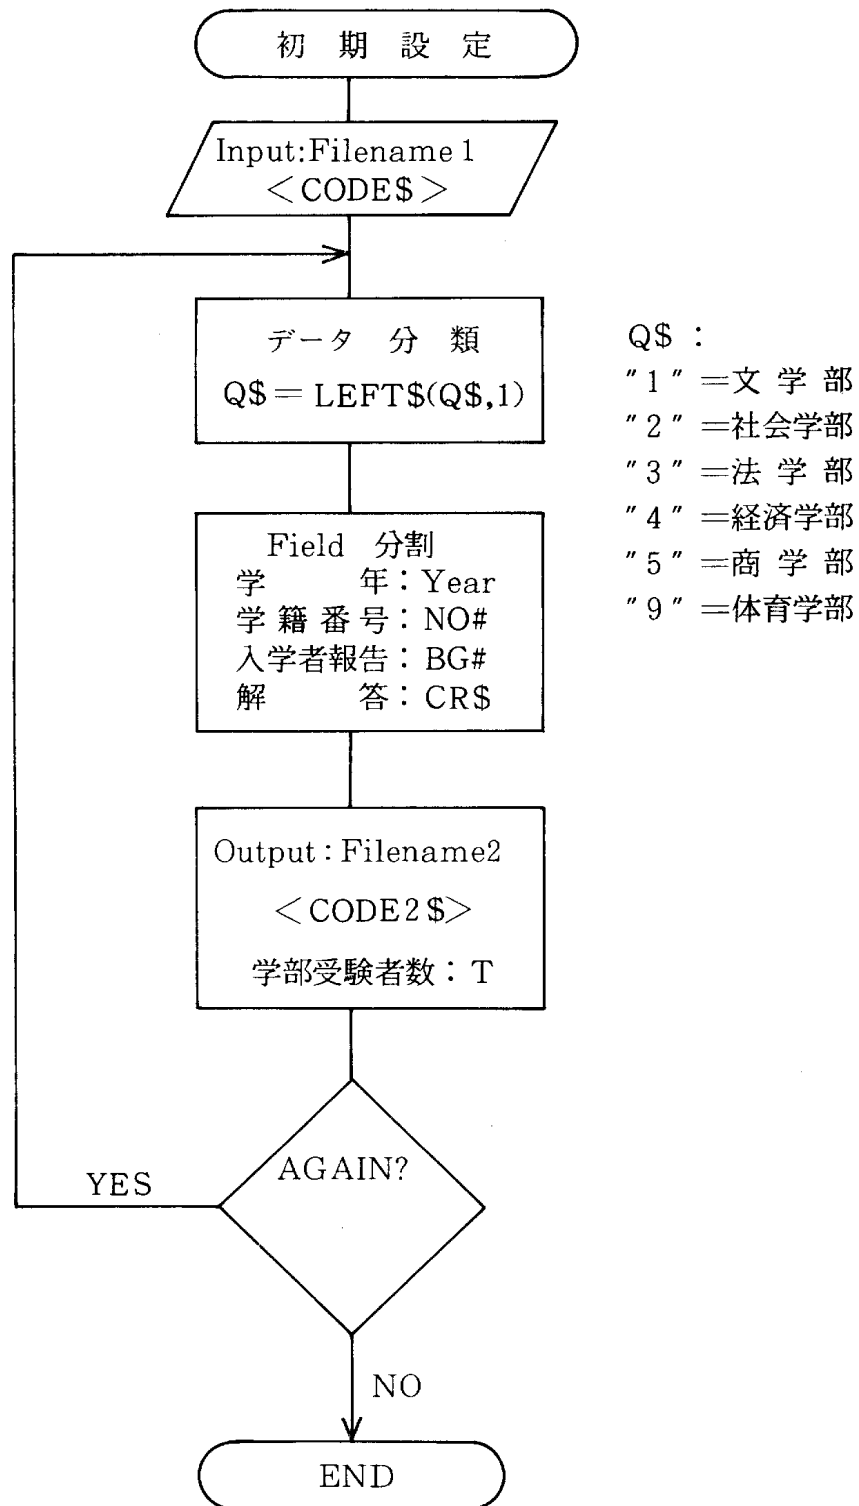 初期設定
Input:Filename1
<CODE$>
データ 分 類
Q$=LEFT$(Q$,1)
Q$:
"1"=文学部
"2"=社会学部
"3"=法学部
"4"=経済学部
"5"=商学部
"9"=体育学部
Field 分割
学年:Year
学籍番号:NO#
入学者報告:BG#
解答:CR$
Output:Filename2
<CODE2$>
学部受験者数:T
AGAIN?
YES
NO
END